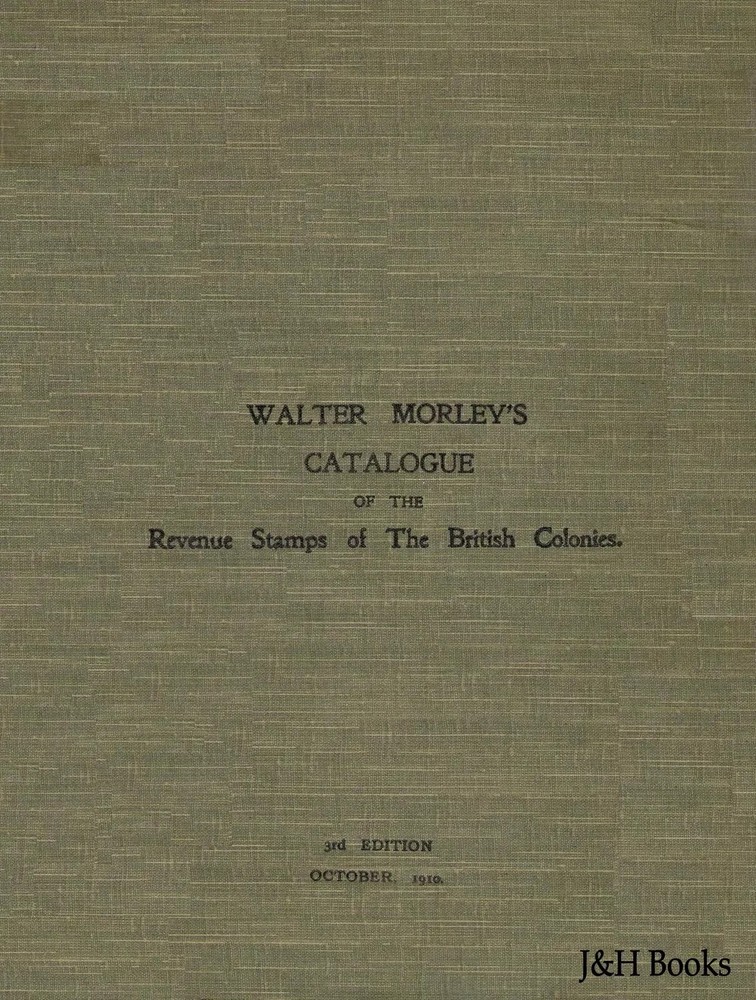 WALTER MORLEY'S
CATALOGUE
OF THE
Revenue Stamps of The British Colonies.
3rd EDITION
OCTOBER, 1910.
J&H Books